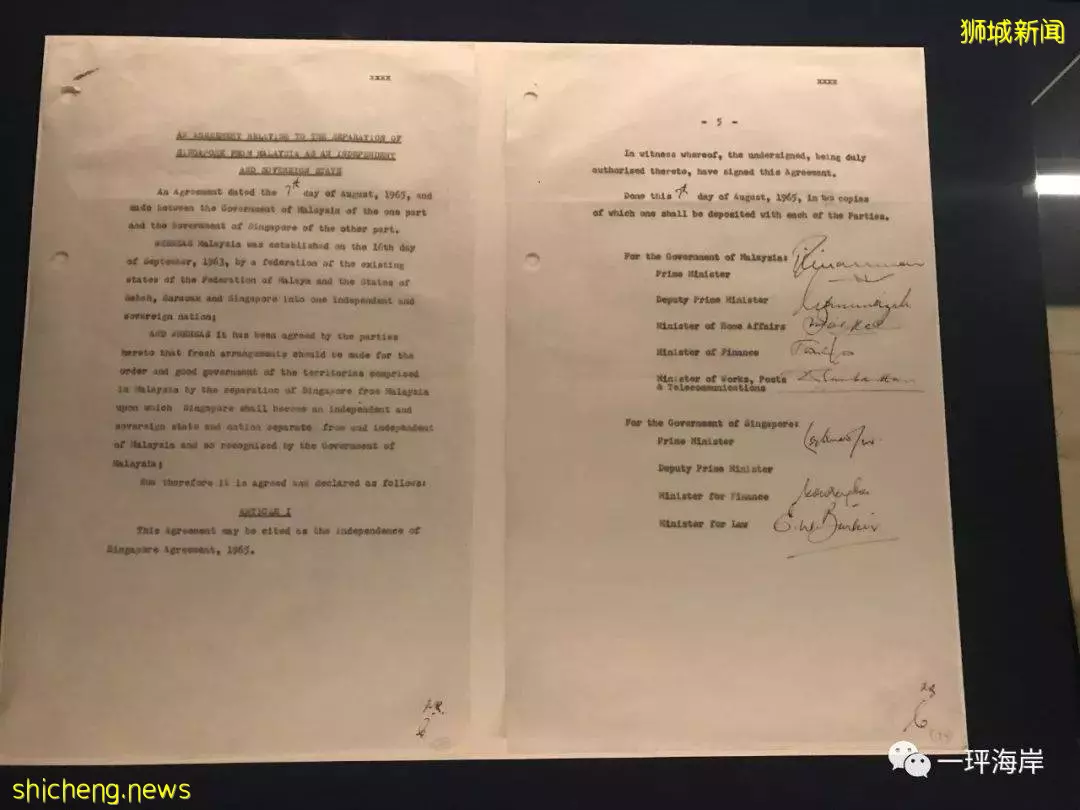 狮城新闻
xxxx
AN AGREEMENT RELATING TO THE SEPARATION OF
SINGAPORE FROM MALAYSIA AS AN INDEPENDENT
AND SOVEREIGN STATE
An Agreement dated the 7th day of August, 1965, and
made between the Government of Malaysia of the one part
and the Government of Singapore of the other part.
WHEREAS Malaysia was established on the 16th day
of September, 1963, by a federation of the existing
states of the Federation of Malaya and the States of
Sabah, Sarawak and Singapore into one independent and
sovereign nation;
AND WHEREAS it has been agreed by the parties
hereto that fresh arrangements should be made for the
order and good government of the territories comprised
in Malaysia by the separation of Singapore from Malaysia
upon which Singapore shall become an independent and
sovereign state and nation separate from and independent
of Malaysia and so recognised by the Government of
Malaysia;
Now therefore it is agreed and declared as follows:
ARTICLE I
This Agreement may be cited as the Independence of
Singapore Agreement, 1965.
xxxx
- 5 -
In witness whereof, the undersigned, being duly
authorised thereto, have signed this Agreement.
Done this 7th day of August, 1965, in two copies
of which one shall be deposited with each of the Parties.
For the Government of Malaysia:
Prime Minister
Deputy Prime Minister
Minister of Home Affairs
Minister of Finance
Minister of Works, Posts
& Telecommunications
For the Government of Singapore:
Prime Minister
Deputy Prime Minister
Minister for Finance
Minister for Law E.W. Barker
一坪海岸
shicheng.news